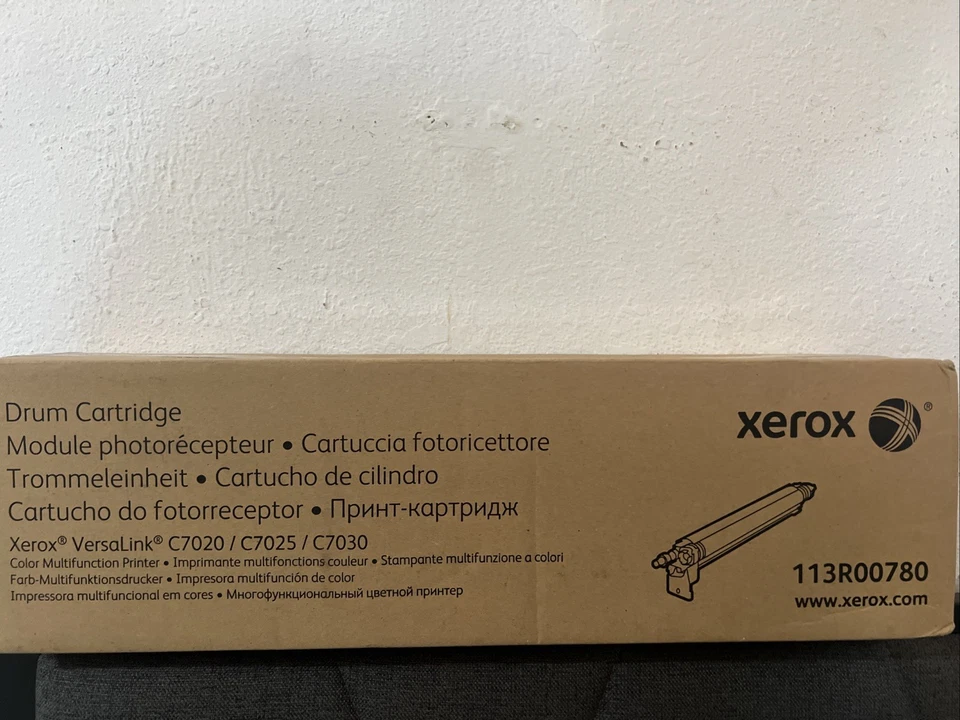 Drum Cartridge
Module photorécepteur • Cartuccia fotoricettore
Trommeleinheit • Cartucho de cilindro
Cartucho do fotorreceptor • Принт-картридж
Xerox® VersaLink® C7020 / C7025 / C7030
Color Multifunction Printer • Imprimante multifonctions couleur • Stampante multifunzione a colori
Farb-Multifunktionsdrucker • Impresora multifunción de color
Impressora multifuncional em cores • Многофункциональный цветной принтер
xerox ®
113R00780
www.xerox.com